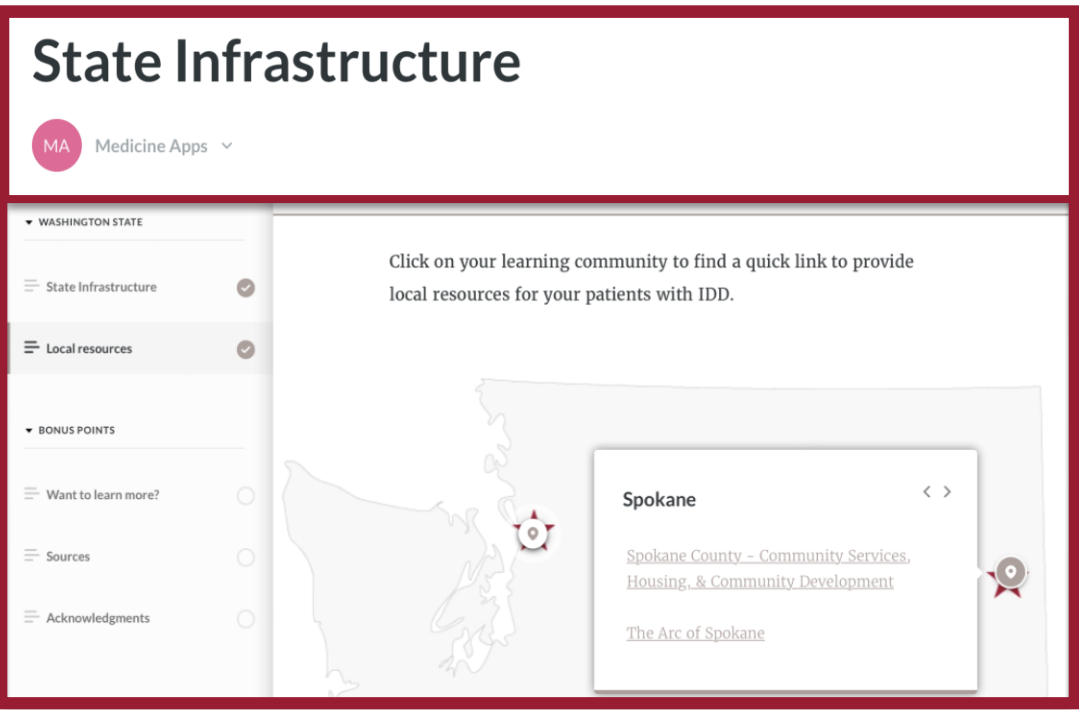 State Infrastructure
MA
Medicine Apps
WASHINGTON STATE
State Infrastructure
Local resources
BONUS POINTS
Want to learn more?
Sources
Acknowledgments
Click on your learning community to find a quick link to provide
local resources for your patients with IDD.
Spokane
Spokane County – Community Services,
Housing, & Community Development
The Arc of Spokane